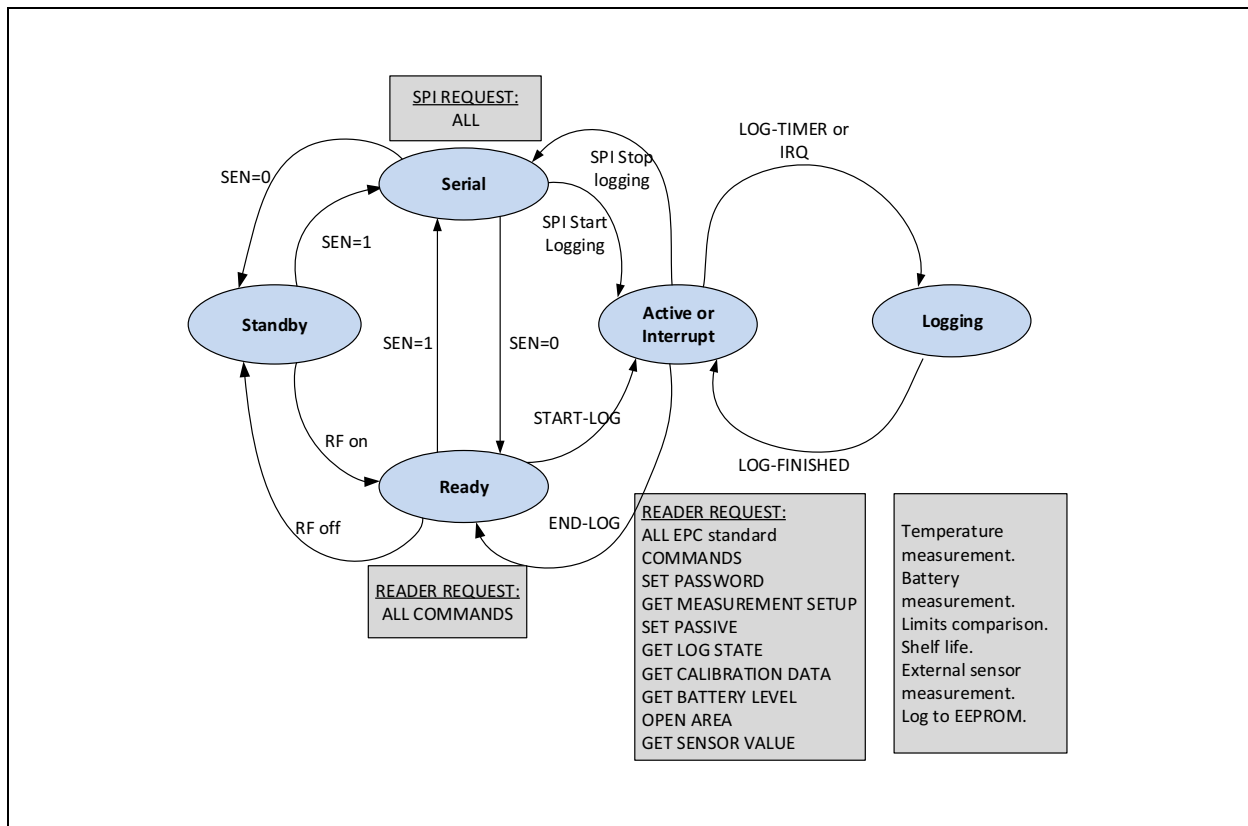 SPI REQUEST:
ALL
LOG-TIMER or
IRQ
SPI Stop
logging
SEN=0
Serial
SPI Start
Logging
SEN=1
Standby
Active or
Interrupt
Logging
SEN=1
SEN=0
START-LOG
RF on
LOG-FINISHED
Ready
RF off
END-LOG
READER REQUEST:
ALL COMMANDS
READER REQUEST:
ALL EPC standard
COMMANDS
SET PASSWORD
GET MEASUREMENT SETUP
SET PASSIVE
GET LOG STATE
GET CALIBRATION DATA
GET BATTERY LEVEL
OPEN AREA
GET SENSOR VALUE
Temperature
measurement.
Battery
measurement.
Limits comparison.
Shelf life.
External sensor
measurement.
Log to EEPROM.